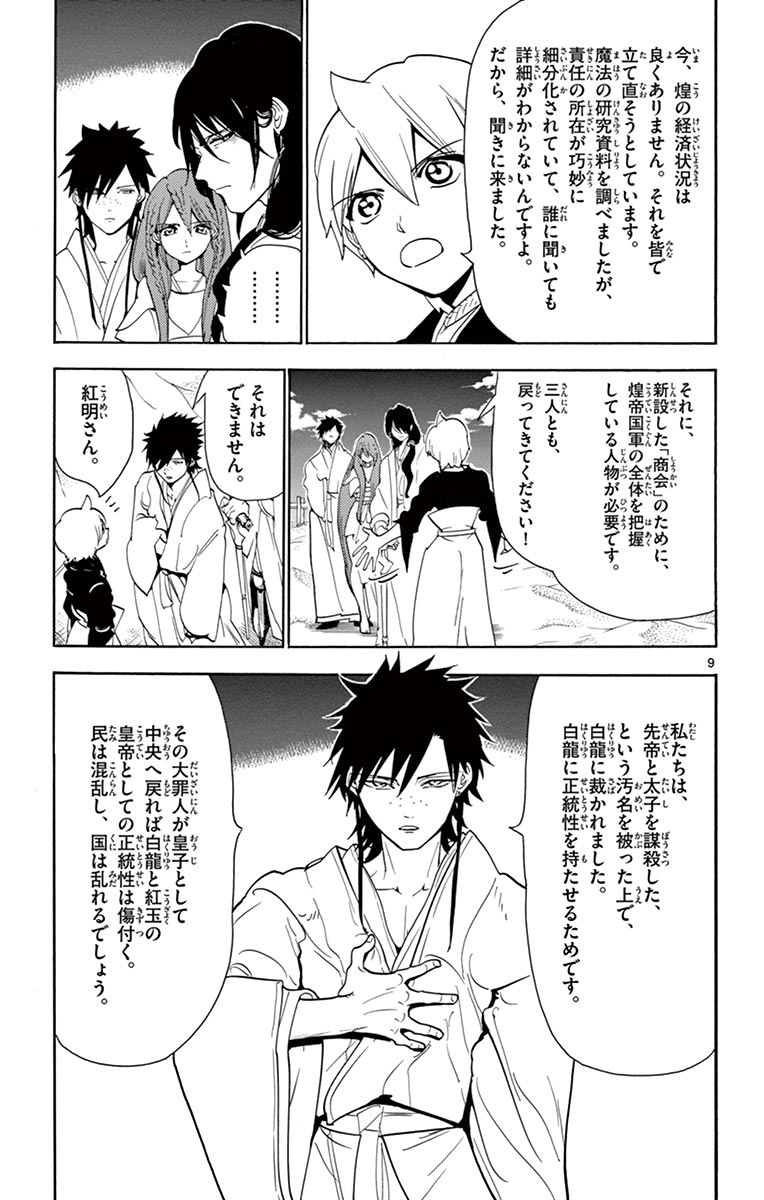 今、煌の経済状況は
良くありません。それを皆で
立て直そうとしています。
魔法の研究資料を調べましたが、
責任の所在が巧妙に
細分化されていて、誰に聞いても
詳細がわからないんですよ。
だから、聞きに来ました。
………
………
それに、
新設した「商会」のために、
煌帝国軍の全体を把握
している人物が必要です。
三人とも、
戻ってきてください！
それは
できません。
紅明さん。
9
私たちは、
先帝と太子を謀殺した、
という汚名を被った上で、
白龍に裁かれました。
白龍に正統性を持たせるためです。
その大罪人が皇子として
中央へ戻れば白龍と紅玉の
皇帝としての正統性は傷付く。
民は混乱し、国は乱れるでしょう。